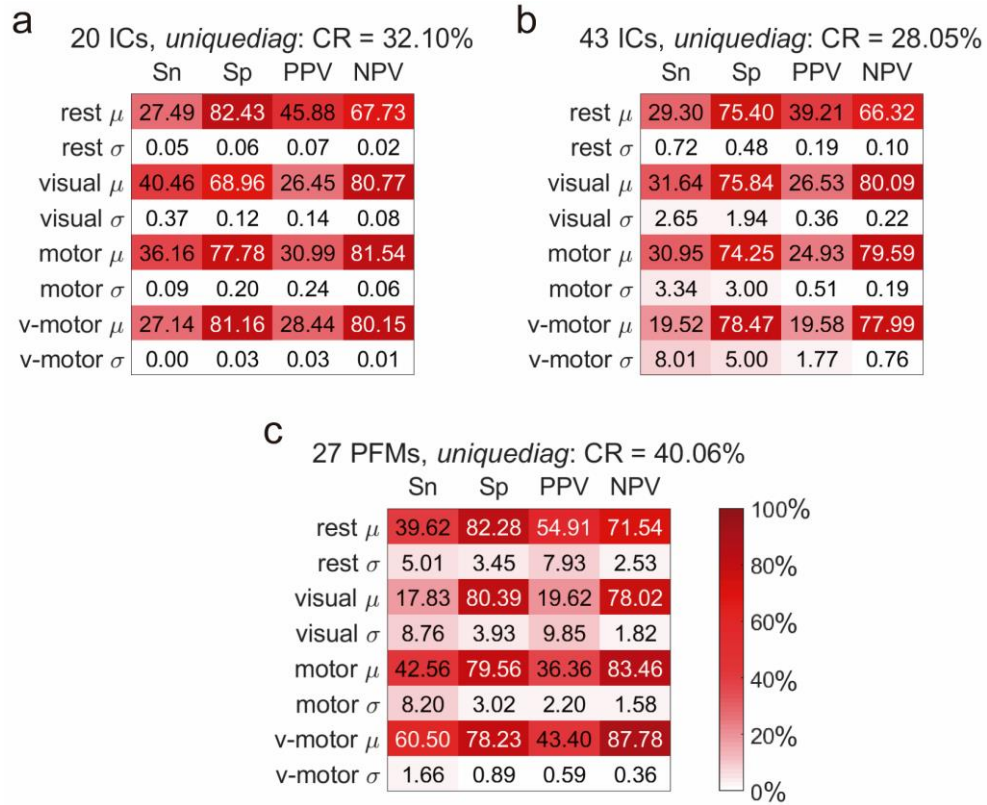 a
20 ICs, uniquediag: CR = 32.10%
Sn Sp PPV NPV
rest μ 27.49 82.43 45.88 67.73
rest σ 0.05 0.06 0.07 0.02
visual μ 40.46 68.96 26.45 80.77
visual σ 0.37 0.12 0.14 0.08
motor μ 36.16 77.78 30.99 81.54
motor σ 0.09 0.20 0.24 0.06
v-motor μ 27.14 81.16 28.44 80.15
v-motor σ 0.00 0.03 0.03 0.01
b
43 ICs, uniquediag: CR = 28.05%
Sn Sp PPV NPV
rest μ 29.30 75.40 39.21 66.32
rest σ 0.72 0.48 0.19 0.10
visual μ 31.64 75.84 26.53 80.09
visual σ 2.65 1.94 0.36 0.22
motor μ 30.95 74.25 24.93 79.59
motor σ 3.34 3.00 0.51 0.19
v-motor μ 19.52 78.47 19.58 77.99
v-motor σ 8.01 5.00 1.77 0.76
c
27 PFMs, uniquediag: CR = 40.06%
Sn Sp PPV NPV
rest μ 39.62 82.28 54.91 71.54
rest σ 5.01 3.45 7.93 2.53
visual μ 17.83 80.39 19.62 78.02
visual σ 8.76 3.93 9.85 1.82
motor μ 42.56 79.56 36.36 83.46
motor σ 8.20 3.02 2.20 1.58
v-motor μ 60.50 78.23 43.40 87.78
v-motor σ 1.66 0.89 0.59 0.36
100%
80%
60%
40%
20%
0%